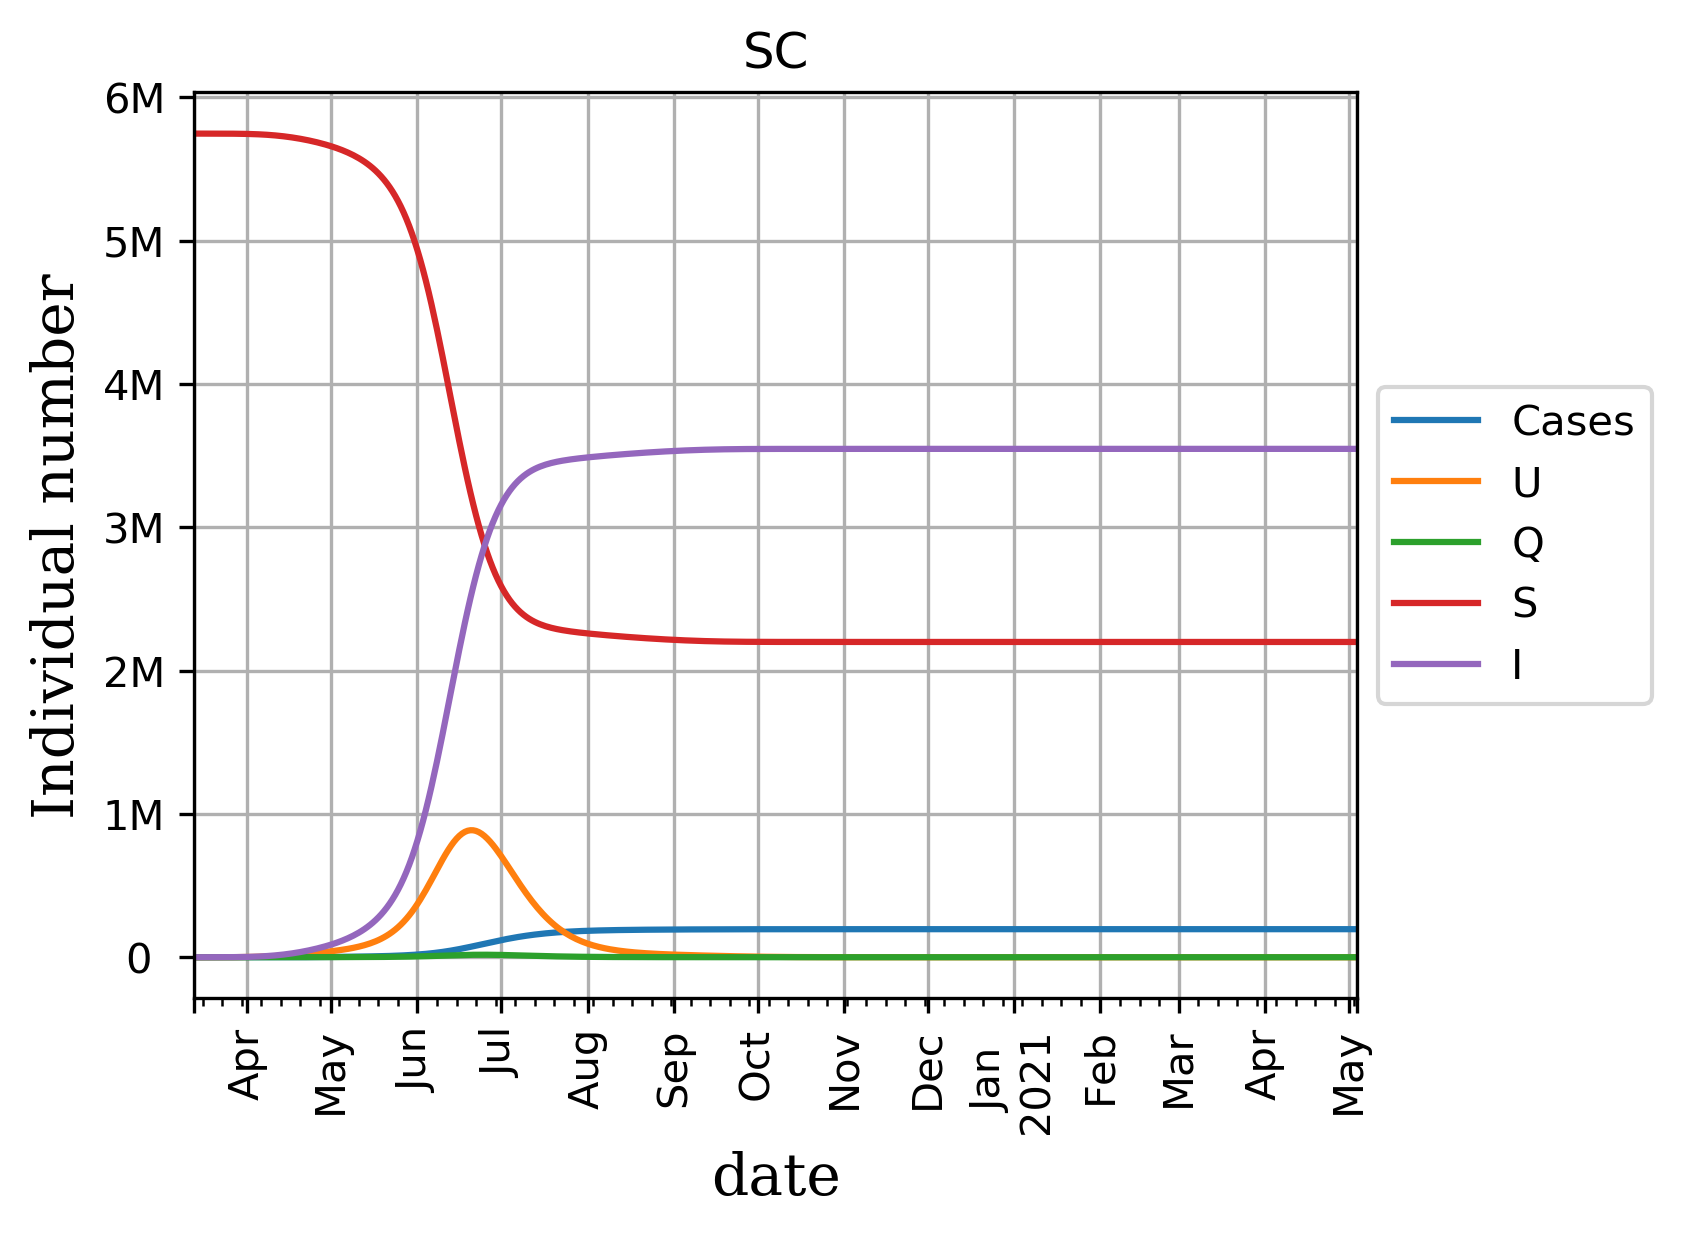 SC
6M
5M
4M
3M
2M
1M
0
Individual number
Apr
May
Jun
Jul
Aug
Sep
Oct
Nov
Dec
Jan
2021
Feb
Mar
Apr
May
date
Cases
U
Q
S
I